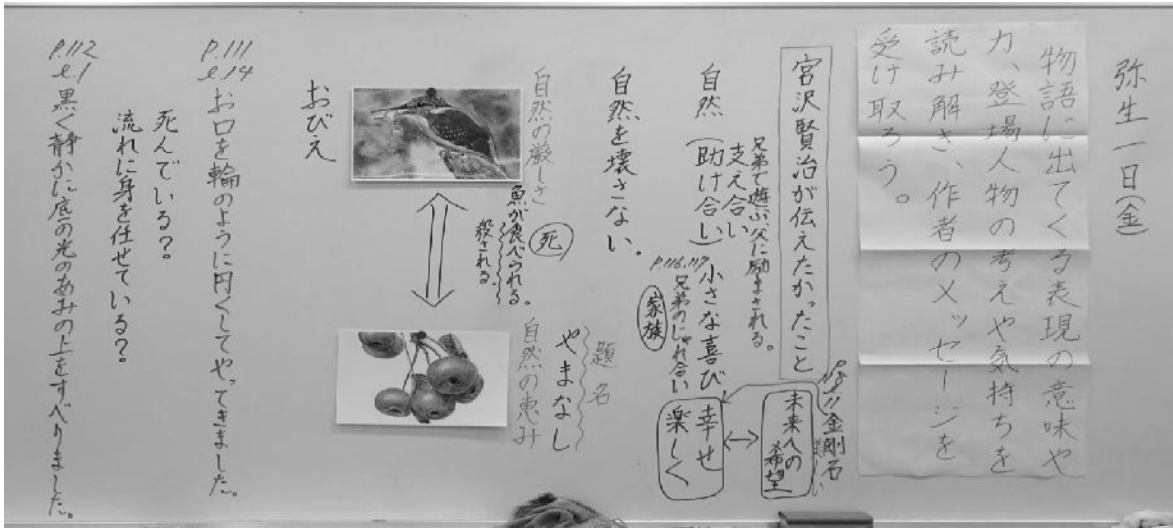 弥生一日(金)
物語に出てくる表現の意味や
力、登場人物の考えや気持ちを
読み解き、作者のメッセージを
受け取ろう。
宮沢賢治が伝えたかったこと
金剛石
未来への
希望
兄弟で遊ぶ父に励まされる。
支え合い
自然(助け合い)小さな喜び
幸せ
楽しく
P.116.117
兄弟のじゃれ合い
家族
自然を壊さない。
自然の厳しさ
死
魚が食べられる。
殺される
題名
やまなし
自然の恵み
おびえ
P.111
l.14
お口を輪のように円くしてやってきました。
死んでいる?
流れに身を任せている?
P.112
l.1
黒く静かに底の光のあみの上をすべりました。